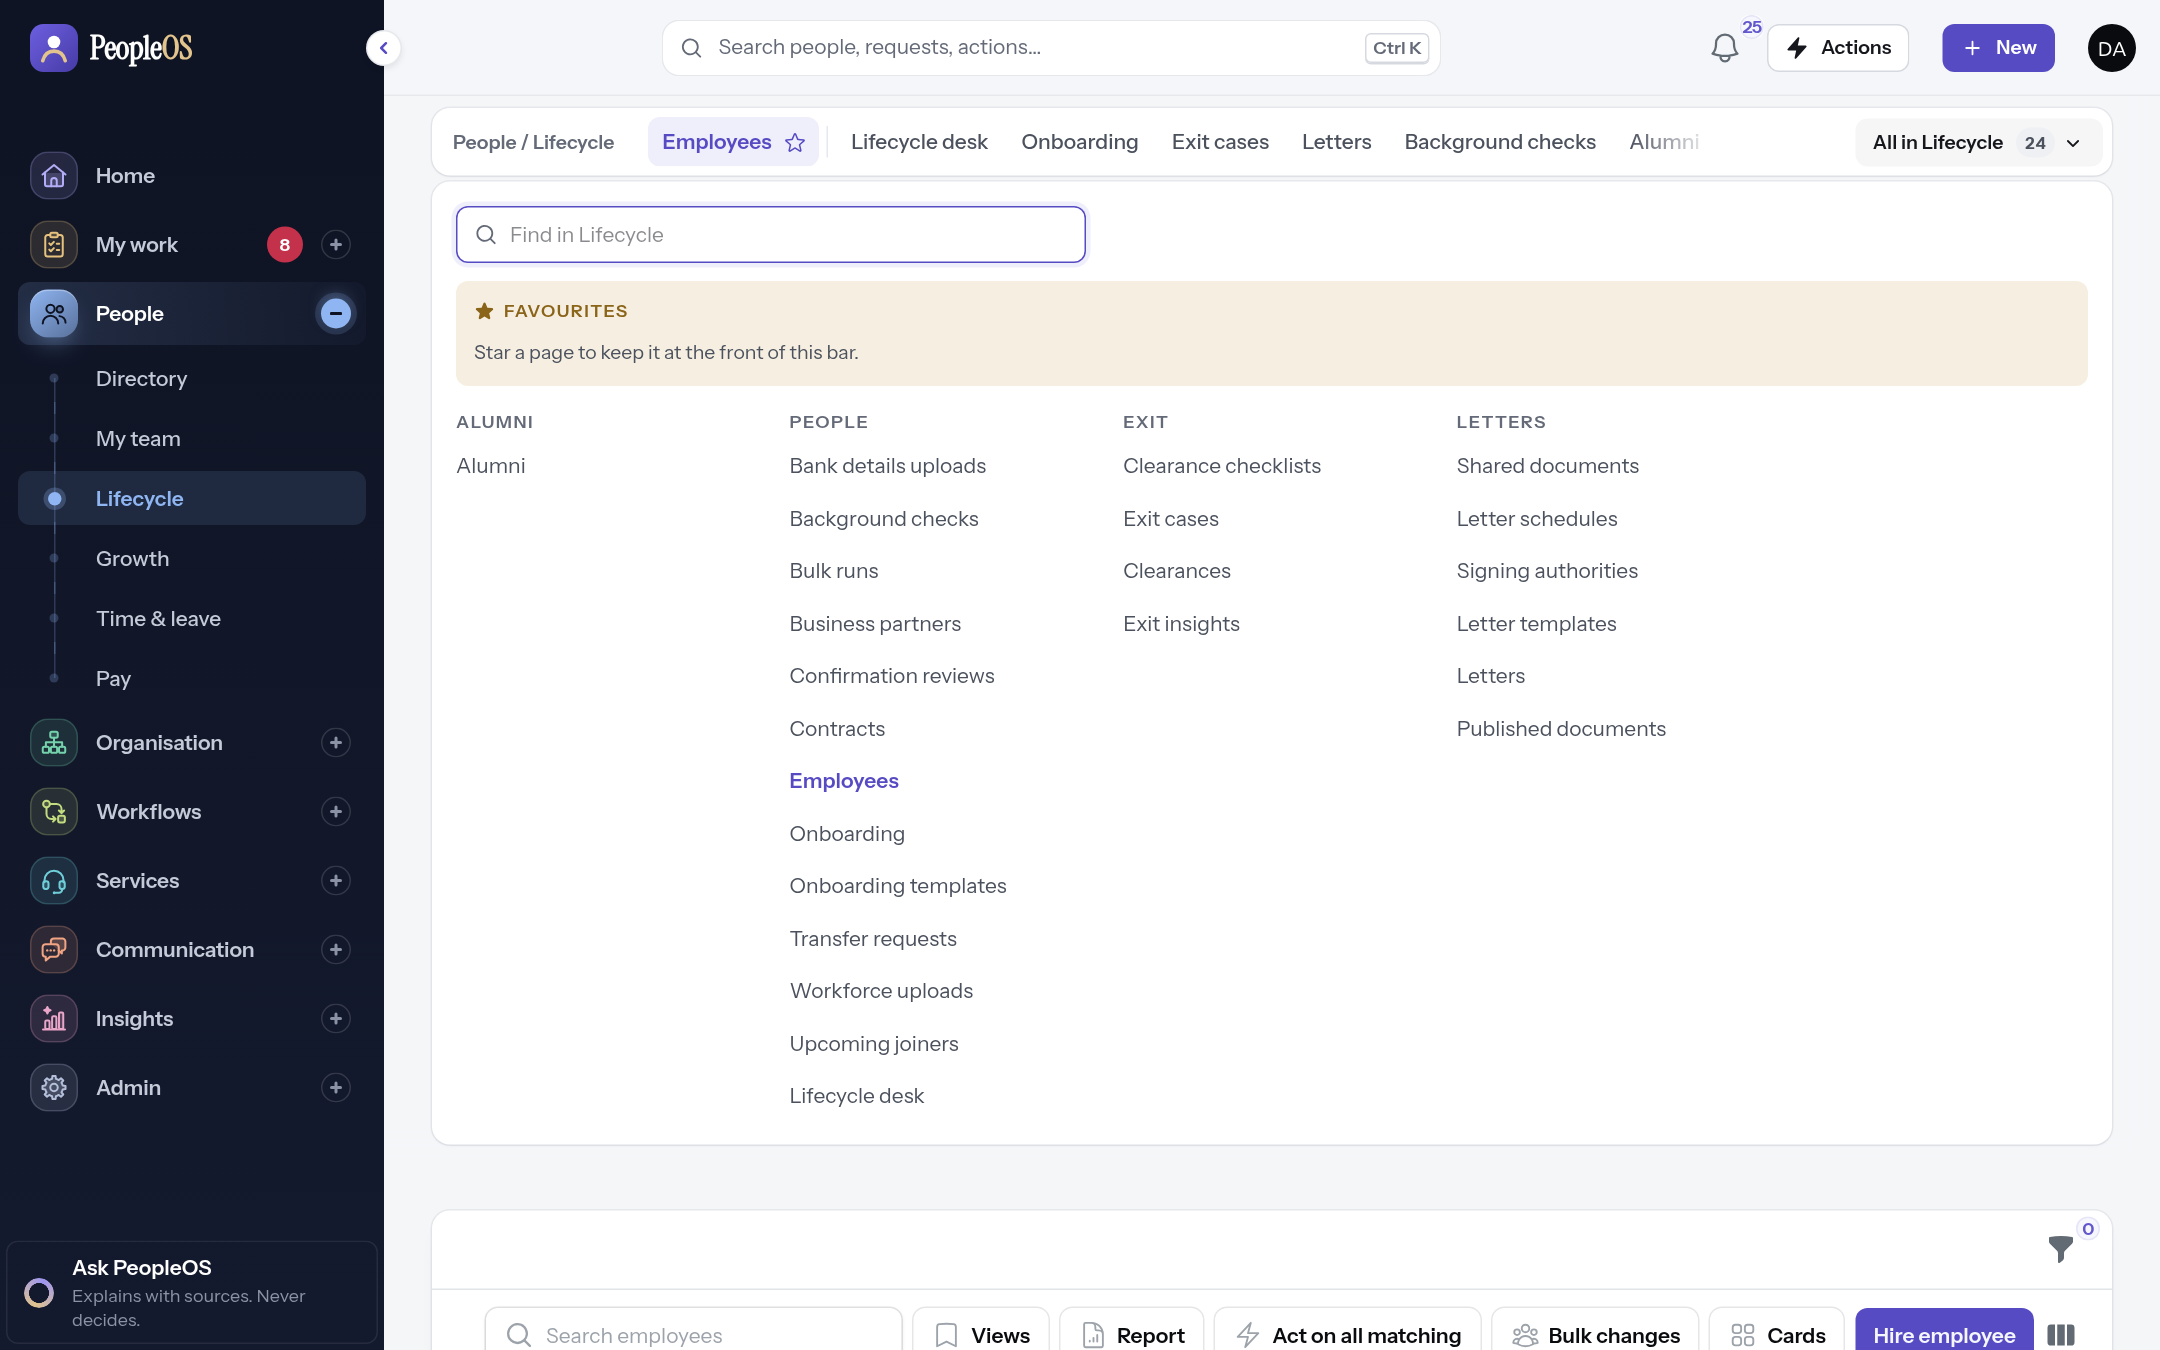 PeopleOS
Search people, requests, actions...
Ctrl K
25
Actions
New
DA
Home
My work
8
People
Directory
My team
Lifecycle
Growth
Time & leave
Pay
Organisation
Workflows
Services
Communication
Insights
Admin
Ask PeopleOS
Explains with sources. Never
decides.
People / Lifecycle
Employees
Lifecycle desk
Onboarding
Exit cases
Letters
Background checks
Alumni
All in Lifecycle
24
Find in Lifecycle
FAVOURITES
Star a page to keep it at the front of this bar.
ALUMNI
Alumni
PEOPLE
Bank details uploads
Background checks
Bulk runs
Business partners
Confirmation reviews
Contracts
Employees
Onboarding
Onboarding templates
Transfer requests
Workforce uploads
Upcoming joiners
Lifecycle desk
EXIT
Clearance checklists
Exit cases
Clearances
Exit insights
LETTERS
Shared documents
Letter schedules
Signing authorities
Letter templates
Letters
Published documents
0
Search employees
Views
Report
Act on all matching
Bulk changes
Cards
Hire employee